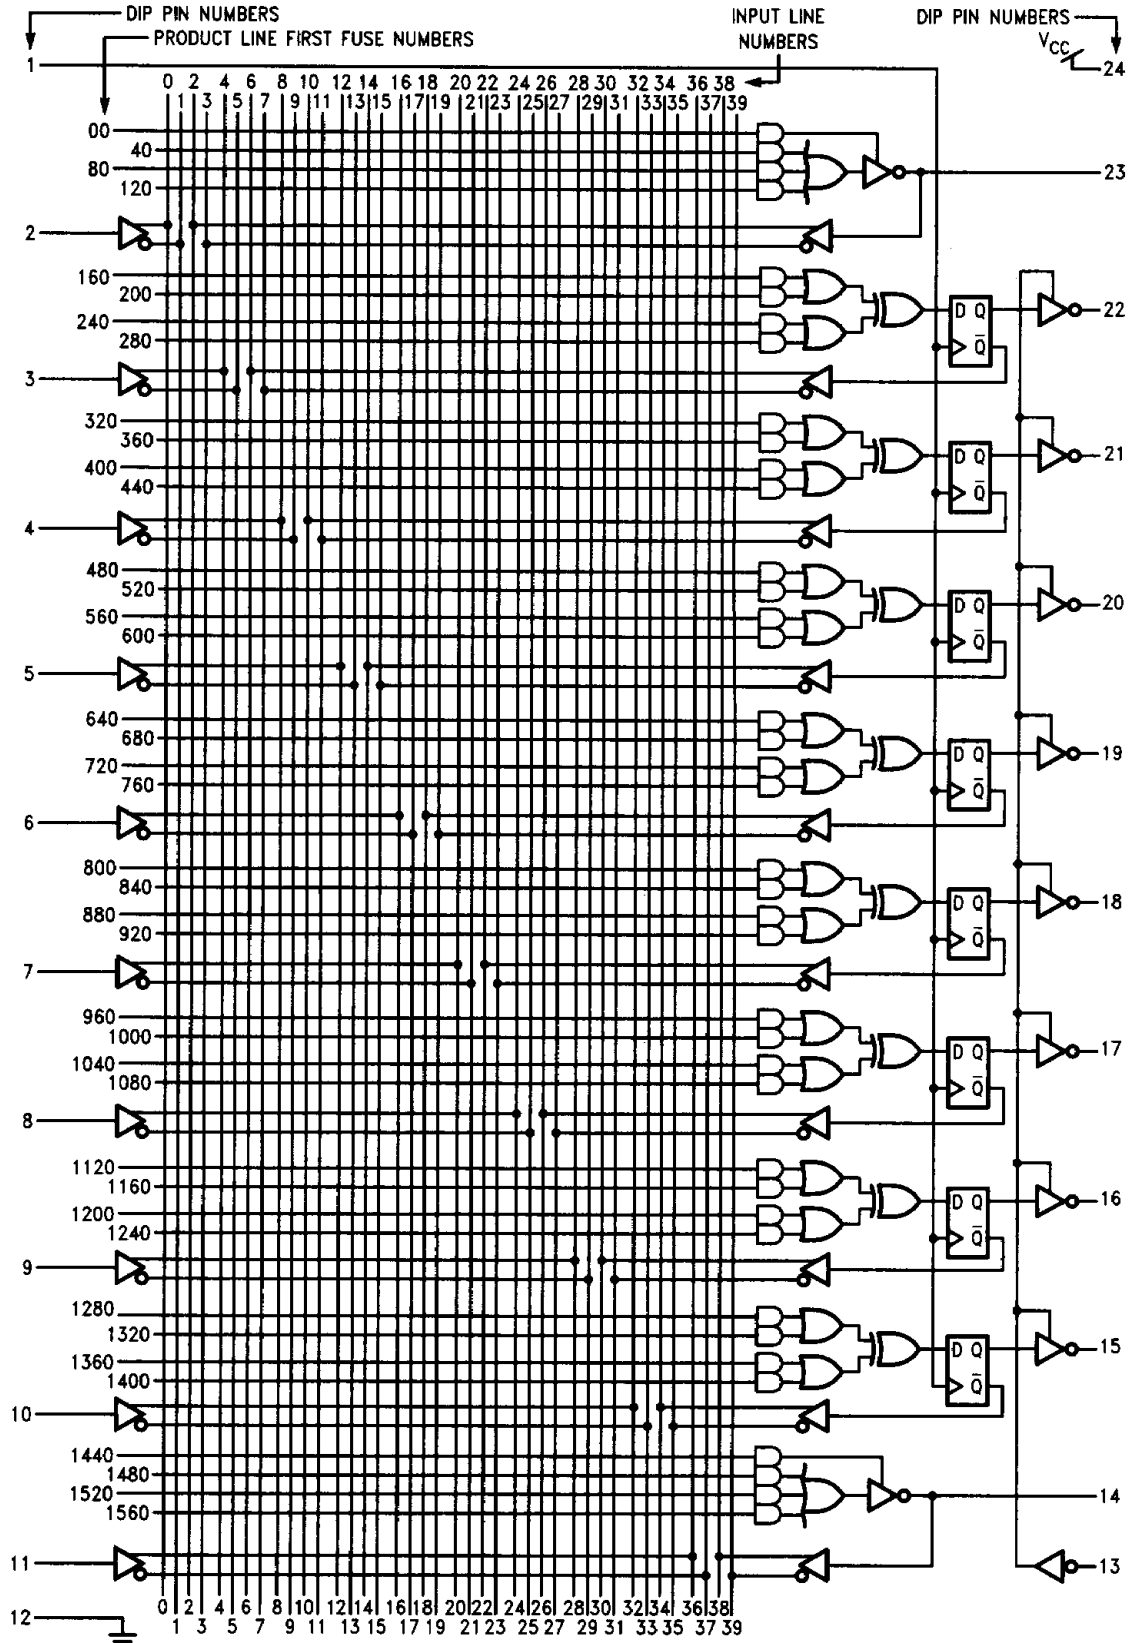 DIP PIN NUMBERS
PRODUCT LINE FIRST FUSE NUMBERS
INPUT LINE
NUMBERS
DIP PIN NUMBERS
VCC
1
24
0 2 4 6 8 10 12 14 16 18 20 22 24 26 28 30 32 34 36 38
1 3 5 7 9 11 13 15 17 19 21 23 25 27 29 31 33 35 37 39
00
40
80
120
23
2
160
200
240
280
D Q
Q̅
22
3
320
360
400
440
D Q
Q̅
21
4
480
520
560
600
D Q
Q̅
20
5
640
680
720
760
D Q
Q̅
19
6
800
840
880
920
D Q
Q̅
18
7
960
1000
1040
1080
D Q
Q̅
17
8
1120
1160
1200
1240
D Q
Q̅
16
9
1280
1320
1360
1400
D Q
Q̅
15
10
1440
1480
1520
1560
14
11
13
0 2 4 6 8 10 12 14 16 18 20 22 24 26 28 30 32 34 36 38
1 3 5 7 9 11 13 15 17 19 21 23 25 27 29 31 33 35 37 39
12